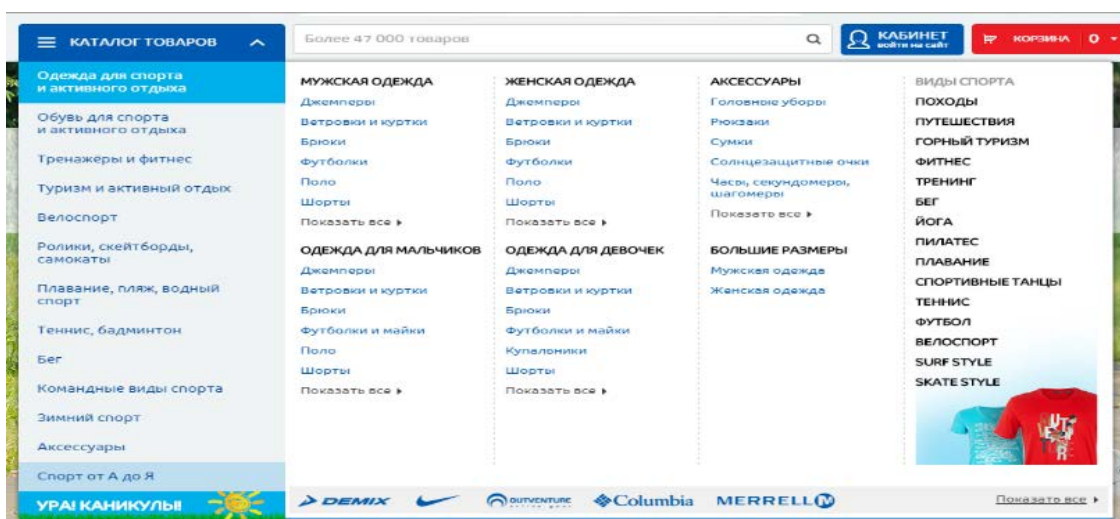 КАТАЛОГ ТОВАРОВ
Более 47 000 товаров
КАБИНЕТ
войти на сайт
КОРЗИНА 0
Одежда для спорта
и активного отдыха
Обувь для спорта
и активного отдыха
Тренажёры и фитнес
Туризм и активный отдых
Велоспорт
Ролики, скейтборды,
самокаты
Плавание, пляж, водный
спорт
Теннис, бадминтон
Бег
Командные виды спорта
Зимний спорт
Аксессуары
Спорт от А до Я
УРА! КАНИКУЛЫ!
МУЖСКАЯ ОДЕЖДА
Джемперы
Ветровки и куртки
Брюки
Футболки
Поло
Шорты
Показать все
ОДЕЖДА ДЛЯ МАЛЬЧИКОВ
Джемперы
Ветровки и куртки
Брюки
Футболки и майки
Поло
Шорты
Показать все
ЖЕНСКАЯ ОДЕЖДА
Джемперы
Ветровки и куртки
Брюки
Футболки
Поло
Шорты
Показать все
ОДЕЖДА ДЛЯ ДЕВОЧЕК
Джемперы
Ветровки и куртки
Брюки
Футболки и майки
Купальники
Шорты
Показать все
АКСЕССУАРЫ
Головные уборы
Рюкзаки
Сумки
Солнцезащитные очки
Часы, секундомеры,
шагомеры
Показать все
БОЛЬШИЕ РАЗМЕРЫ
Мужская одежда
Женская одежда
ВИДЫ СПОРТА
ПОХОДЫ
ПУТЕШЕСТВИЯ
ГОРНЫЙ ТУРИЗМ
ФИТНЕС
ТРЕНИНГ
БЕГ
ЙОГА
ПИЛАТЕС
ПЛАВАНИЕ
СПОРТИВНЫЕ ТАНЦЫ
ТЕННИС
ФУТБОЛ
ВЕЛОСПОРТ
SURF STYLE
SKATE STYLE
DEMIX
OUTVENTURE
Columbia
MERRELL
Показать все